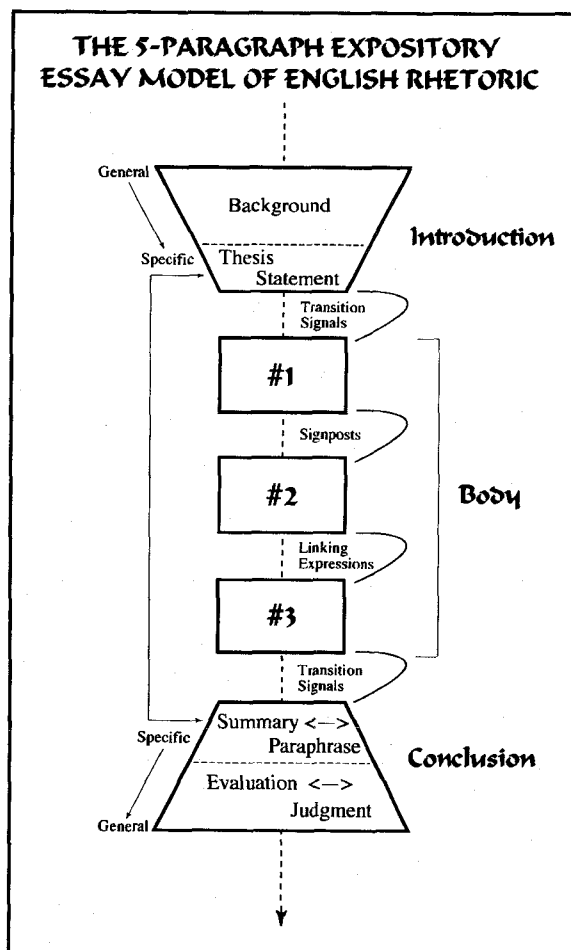 THE 5-PARAGRAPH EXPOSITORY
ESSAY MODEL OF ENGLISH RHETORIC
General
Background
Introduction
Specific
Thesis
Statement
Transition
Signals
#1
Signposts
#2
Body
Linking
Expressions
#3
Transition
Signals
Summary <—>
Specific
Paraphrase
Conclusion
Evaluation <—>
Judgment
General